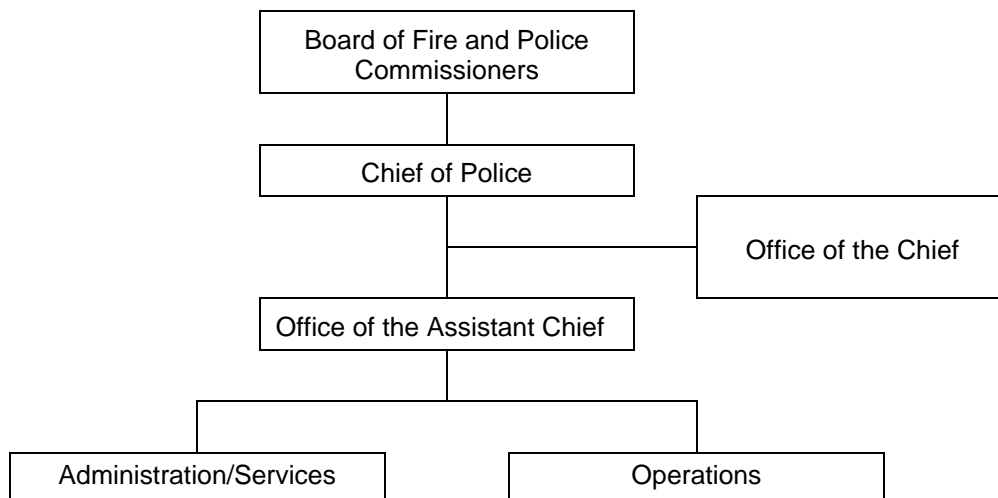 Board of Fire and Police
Commissioners
Chief of Police
Office of the Chief
Office of the Assistant Chief
Administration/Services
Operations